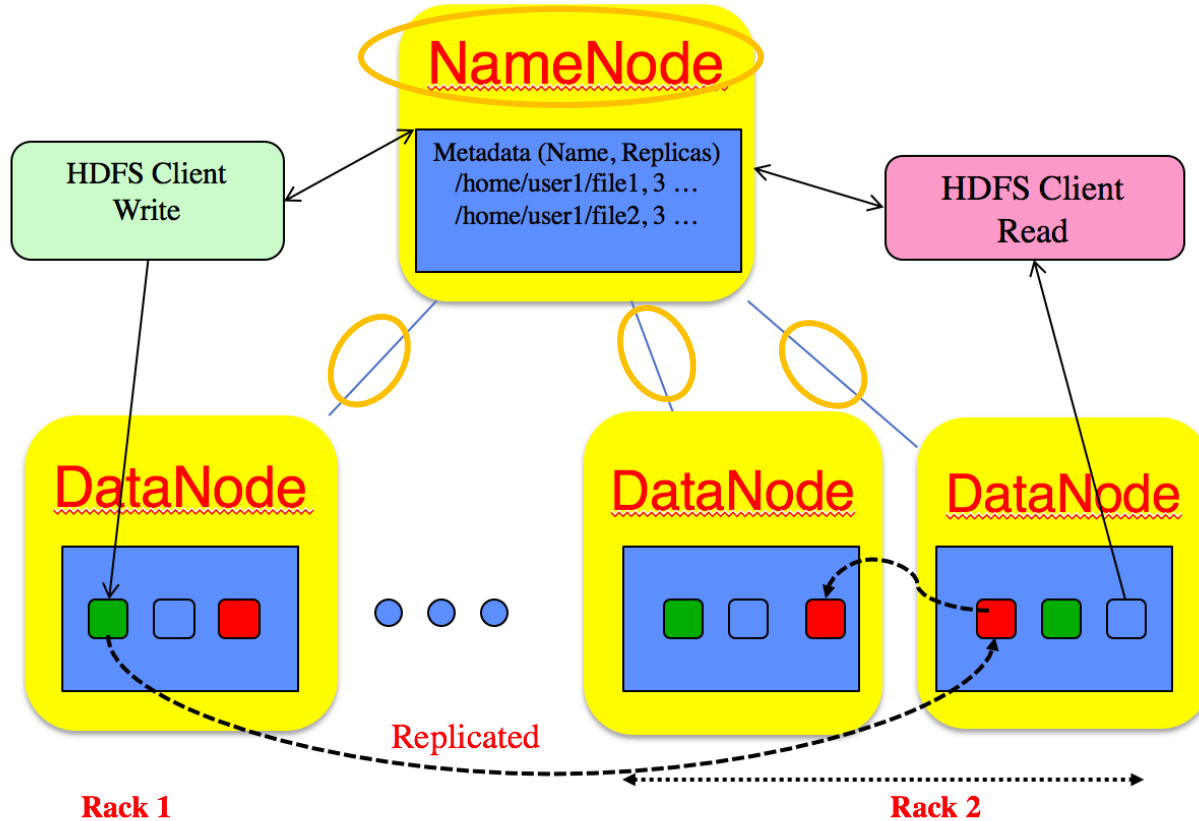 NameNode
Metadata (Name, Replicas)
/home/user1/file1, 3 …
/home/user1/file2, 3 …
HDFS Client
Write
HDFS Client
Read
DataNode
DataNode
DataNode
Replicated
Rack 1
Rack 2